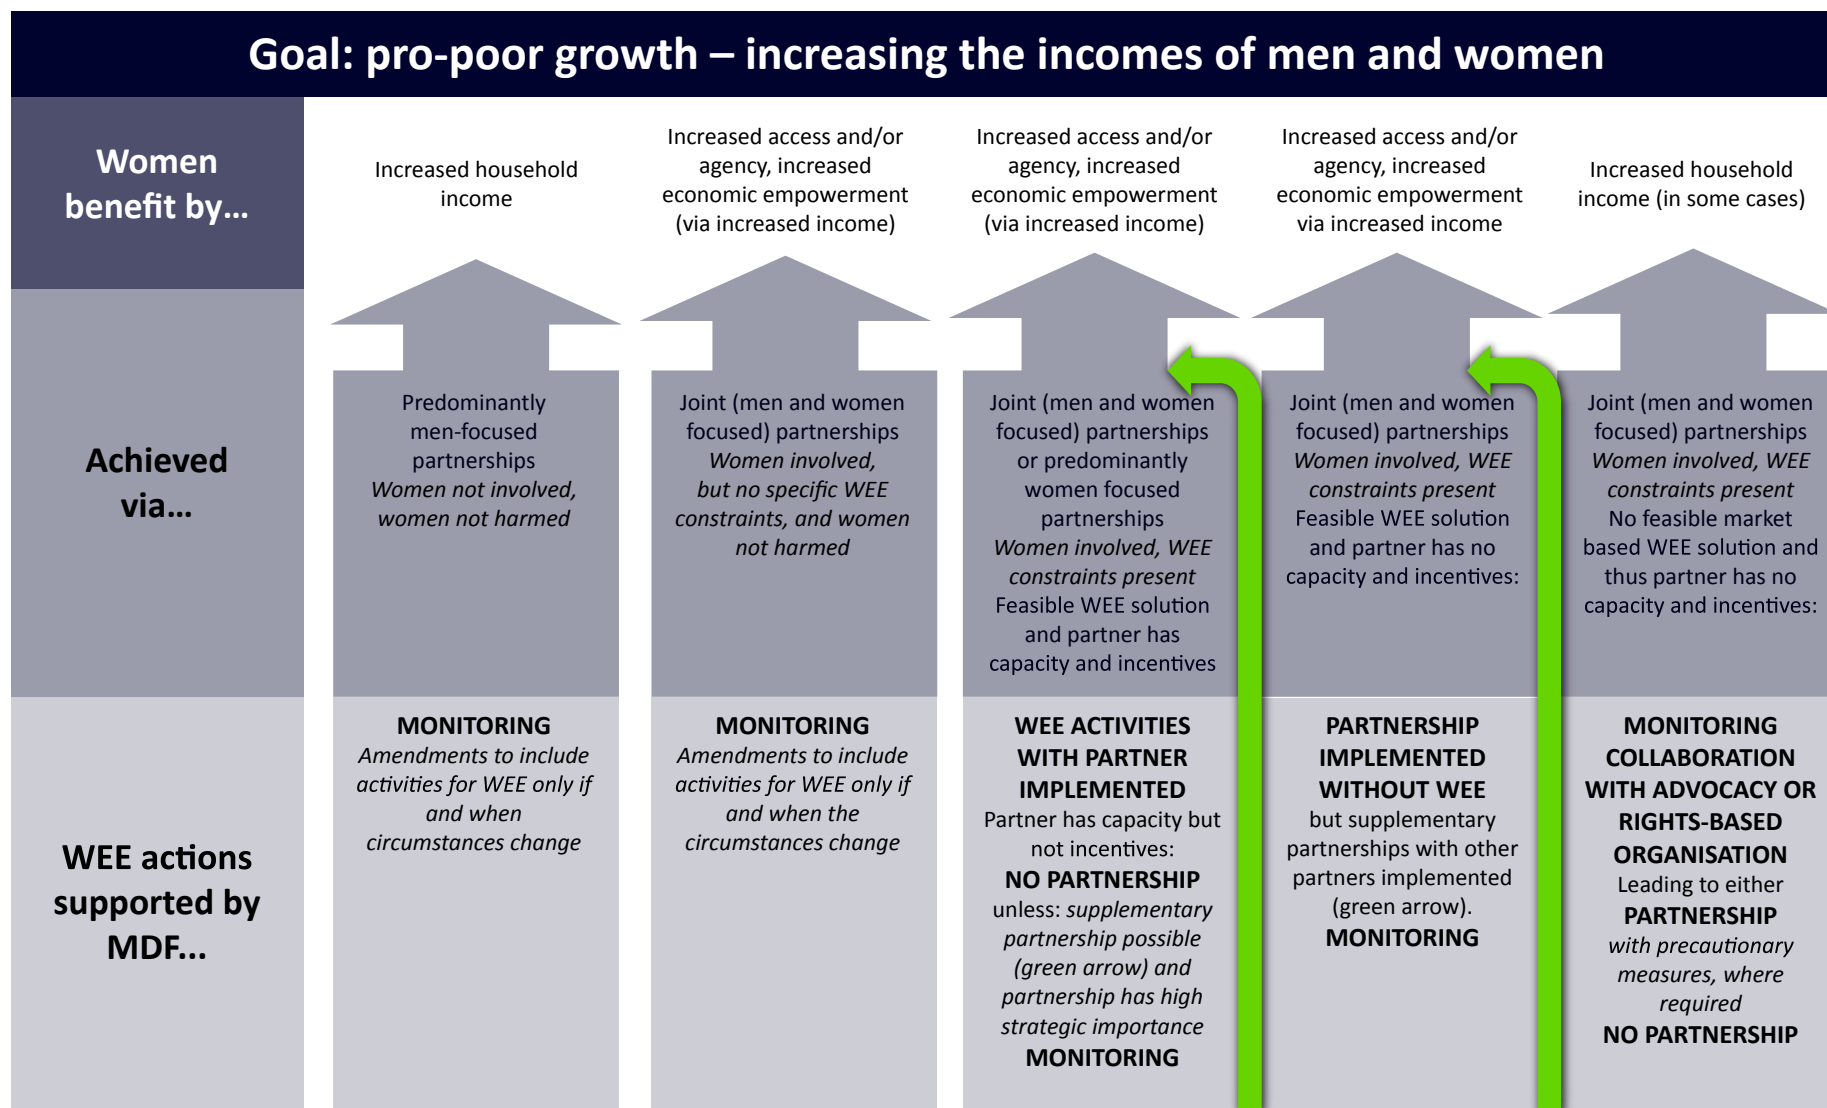 Goal: pro-poor growth – increasing the incomes of men and women
Women
benefit by...
Increased household
income
Increased access and/or
agency, increased
economic empowerment
(via increased income)
Increased access and/or
agency, increased
economic empowerment
(via increased income)
Increased access and/or
agency, increased
economic empowerment
via increased income
Increased household
income (in some cases)
Achieved
via...
Predominantly
men-focused
partnerships
Women not involved,
women not harmed
Joint (men and women
focused) partnerships
Women involved,
but no specific WEE
constraints, and women
not harmed
Joint (men and women
focused) partnerships
or predominantly
women focused
partnerships
Women involved, WEE
constraints present
Feasible WEE solution
and partner has
capacity and incentives
Joint (men and women
focused) partnerships
Women involved, WEE
constraints present
Feasible WEE solution
and partner has no
capacity and incentives:
Joint (men and women
focused) partnerships
Women involved, WEE
constraints present
No feasible market
based WEE solution and
thus partner has no
capacity and incentives:
WEE actions
supported by
MDF...
MONITORING
Amendments to include
activities for WEE only if
and when
circumstances change
MONITORING
Amendments to include
activities for WEE only if
and when the
circumstances change
WEE ACTIVITIES
WITH PARTNER
IMPLEMENTED
Partner has capacity but
not incentives:
NO PARTNERSHIP
unless: supplementary
partnership possible
(green arrow) and
partnership has high
strategic importance
MONITORING
PARTNERSHIP
IMPLEMENTED
WITHOUT WEE
but supplementary
partnerships with other
partners implemented
(green arrow).
MONITORING
MONITORING
COLLABORATION
WITH ADVOCACY OR
RIGHTS-BASED
ORGANISATION
Leading to either
PARTNERSHIP
with precautionary
measures, where
required
NO PARTNERSHIP